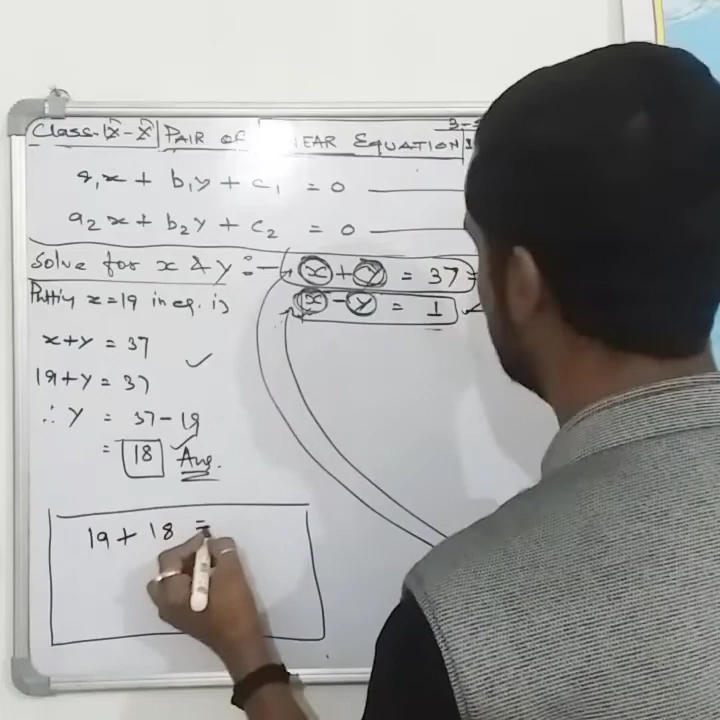 Class-IX-X PAIR OF EAR EQUATION
a₁x + b₁y + c₁ = 0
a₂x + b₂y + c₂ = 0
Solve for x & y :- x + y = 37
x - y = 1
Putting x=19 in eq. is
x+y = 37
19+y = 37
∴ y = 37-19
= 18 Ans.
19 + 18 =